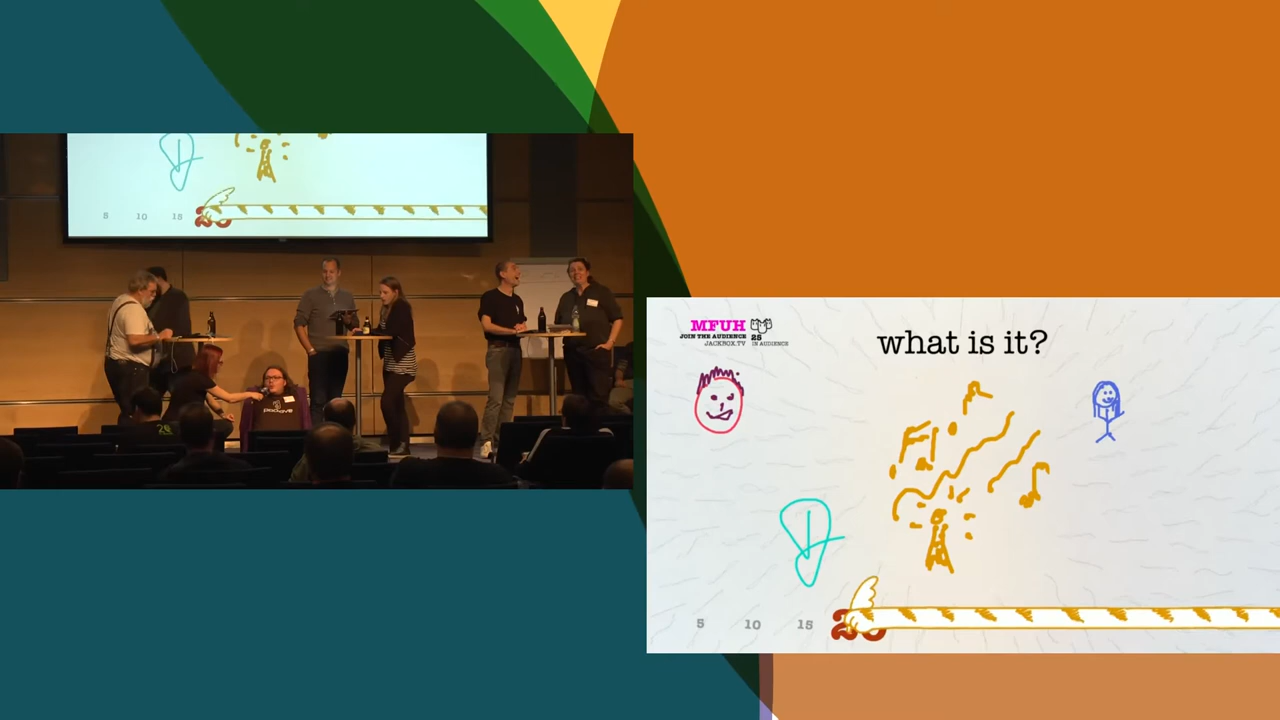 5 10 15
MFUH
JOIN THE AUDIENCE
JACKBOX.TV
25
IN AUDIENCE
what is it?
5 10 15